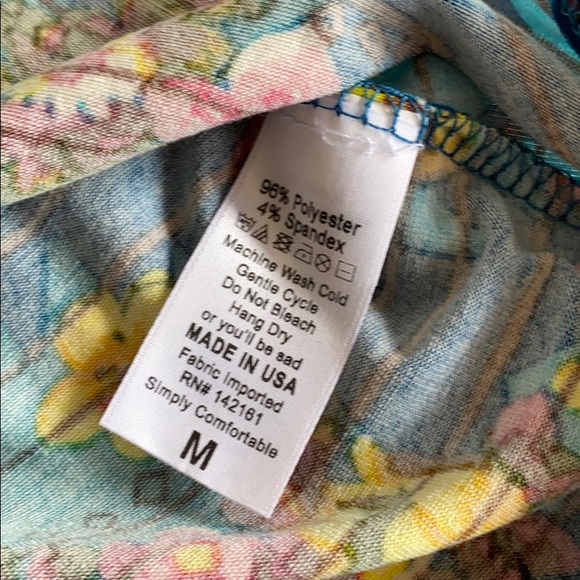 96% Polyester
4% Spandex
Machine Wash Cold
Gentle Cycle
Do Not Bleach
Hang Dry
or you'll be sad
MADE IN USA
Fabric Imported
RN# 142161
Simply Comfortable
M